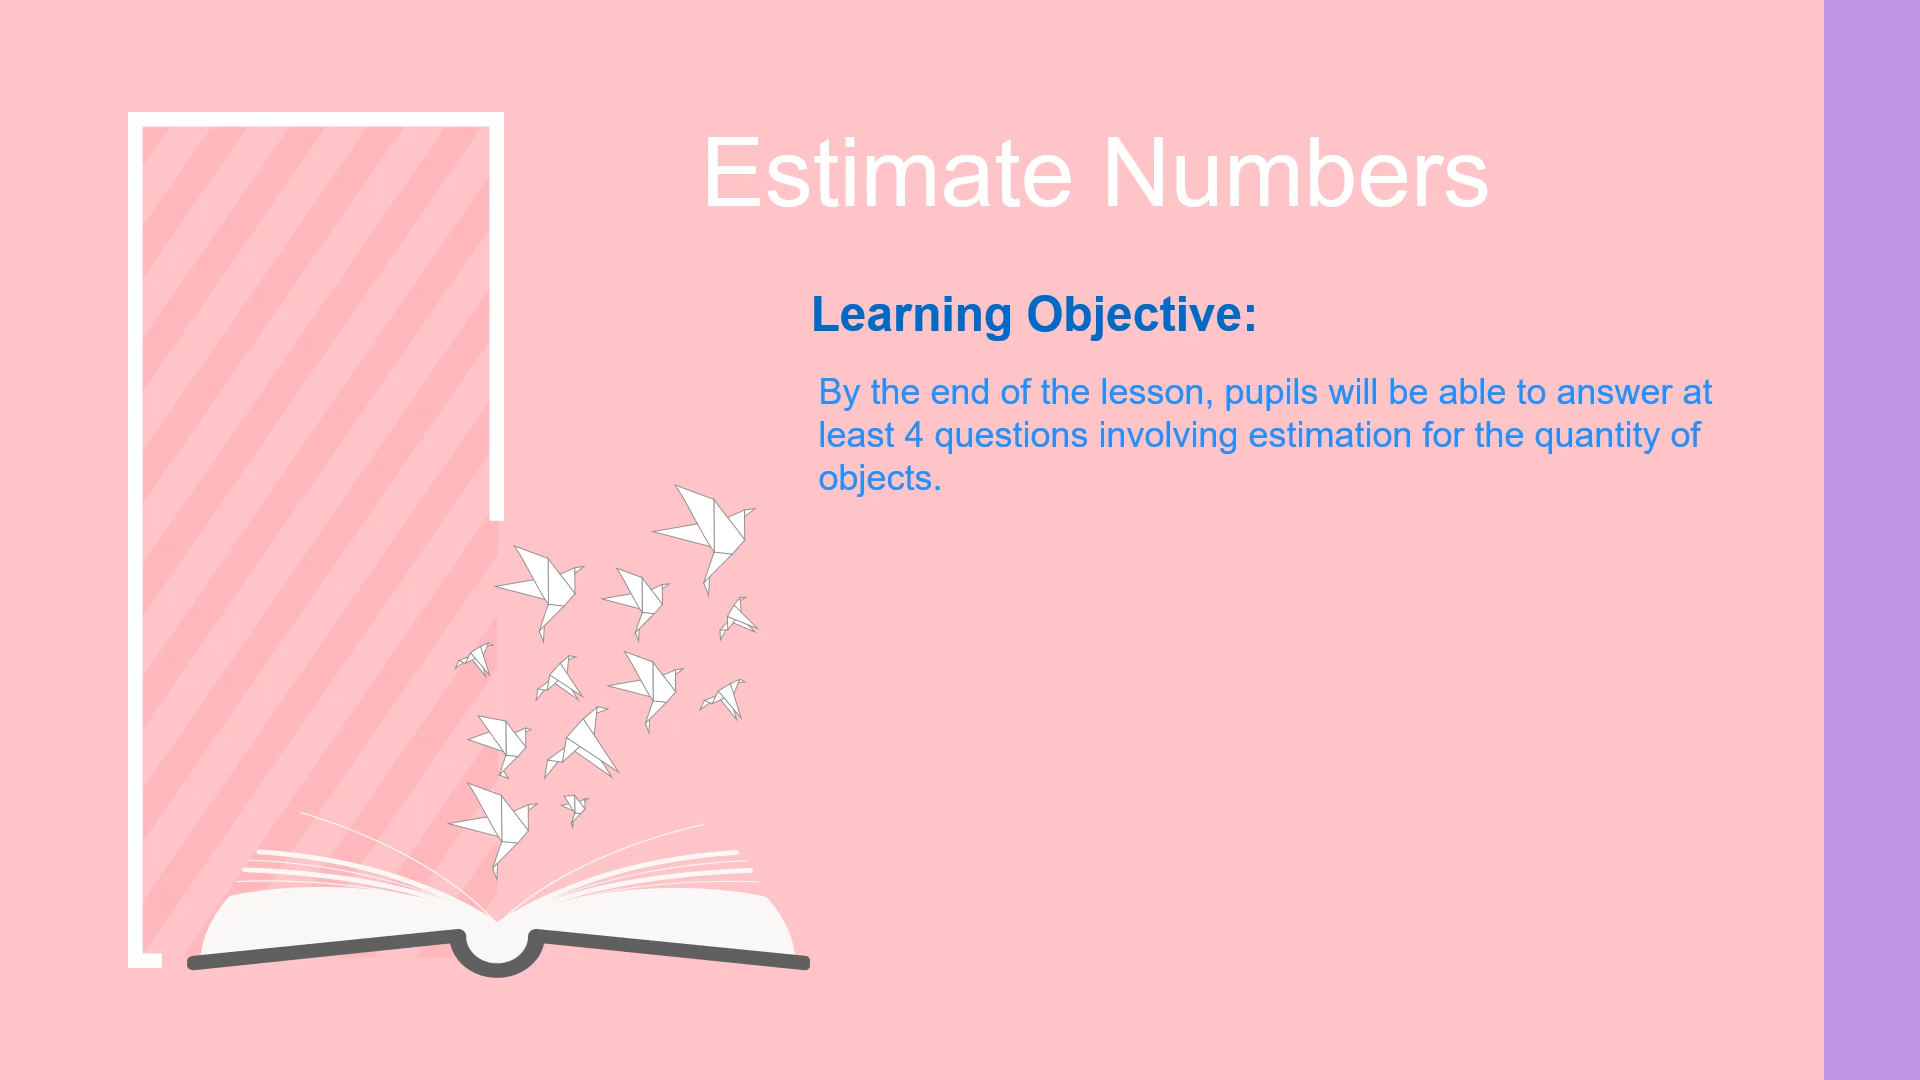 Estimate Numbers
Learning Objective:
By the end of the lesson, pupils will be able to answer at
least 4 questions involving estimation for the quantity of
objects.